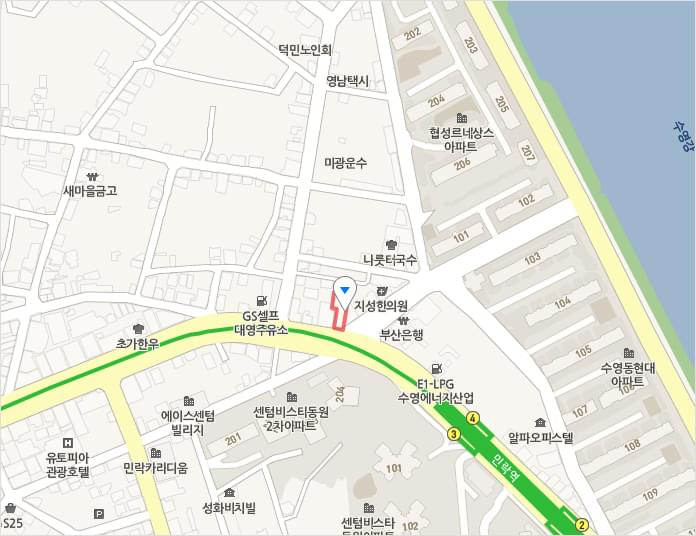 202
203
덕민노인회
영남택시
204
205
협성르네상스
아파트
수영강
206
207
미광운수
새마을금고
102
101
니룻터국수
103
지성한의원
104
GS셀프
대영주유소
부산은행
초가한우
105
수영동현대
아파트
E1-LPG
수영에너지산업
204
106
107
에이스센텀
빌리지
센텀비스티동원
2차아파트
4
3
201
알파오피스텔
108
유토피아
관광호텔
민락카리디움
101
민락역
109
성화비치빌
P
S25
센텀비스타
102
2